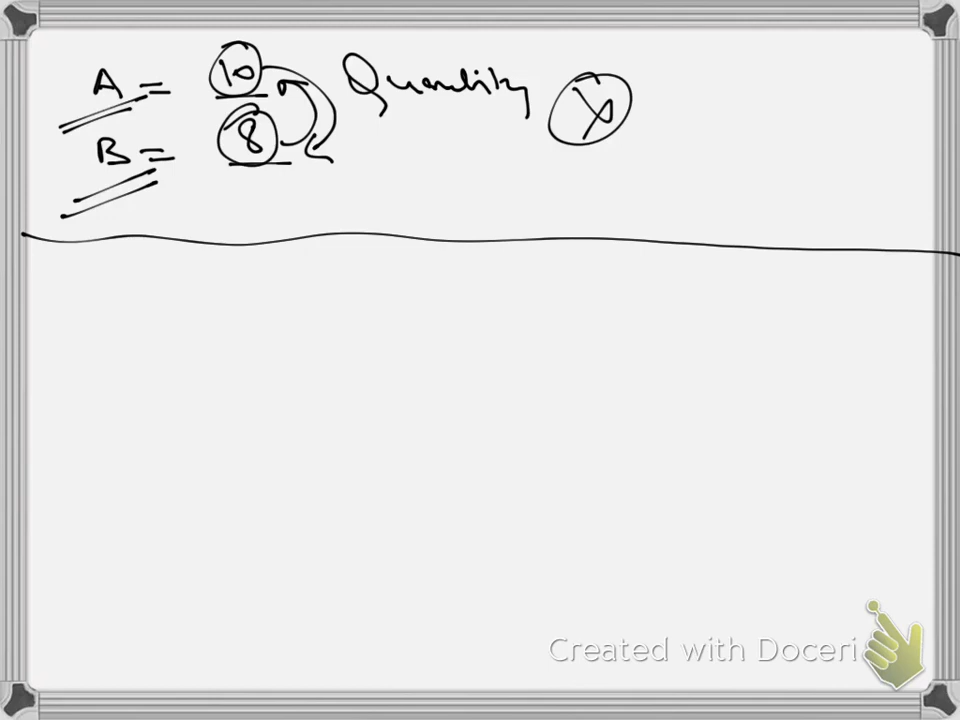 A = 10 Quantity
B = 8
Created with Doceri